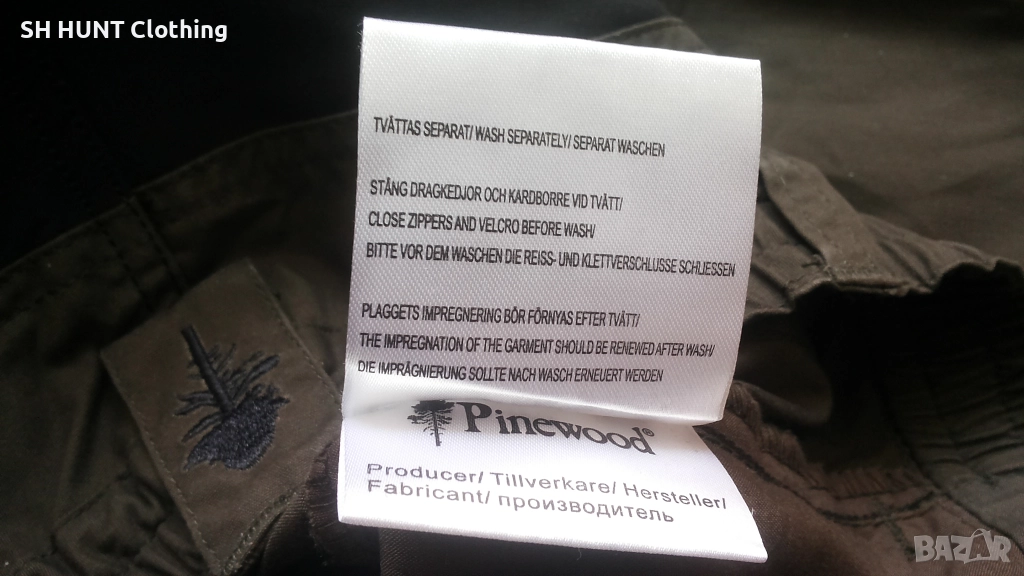 SH HUNT Clothing
TVÄTTAS SEPARAT/ WASH SEPARATELY/ SEPARAT WASCHEN
STÄNG DRAGKEDJOR OCH KARDBORRE VID TVÄTT/
CLOSE ZIPPERS AND VELCRO BEFORE WASH/
BITTE VOR DEM WASCHEN DIE REISS- UND KLETTVERSCHLUSSE SCHLIESSEN
PLAGGETS IMPREGNERING BÖR FÖRNYAS EFTER TVÄTT/
THE IMPREGNATION OF THE GARMENT SHOULD BE RENEWED AFTER WASH/
DIE IMPRÄGNIERUNG SOLLTE NACH WASCH ERNEUERT WERDEN
Pinewood®
Producer/ Tillverkare/ Hersteller/
Fabricant/ производитель
BAZAR